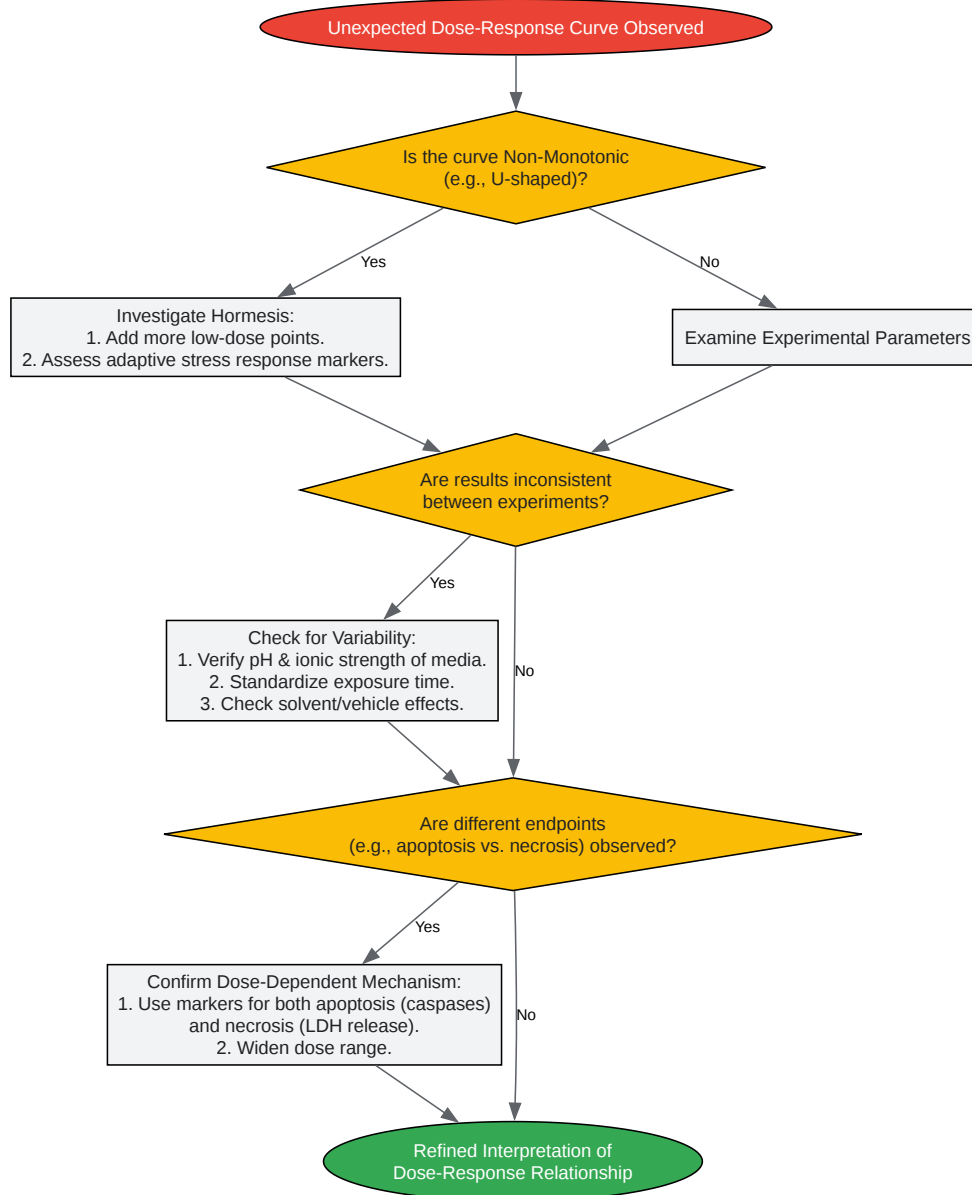 Unexpected Dose-Response Curve Observed
Is the curve Non-Monotonic
(e.g., U-shaped)?
Yes
No
Investigate Hormesis:
1. Add more low-dose points.
2. Assess adaptive stress response markers.
Examine Experimental Parameters
Are results inconsistent
between experiments?
Yes
Check for Variability:
1. Verify pH & ionic strength of media.
2. Standardize exposure time.
3. Check solvent/vehicle effects.
No
Are different endpoints
(e.g., apoptosis vs. necrosis) observed?
Yes
Confirm Dose-Dependent Mechanism:
1. Use markers for both apoptosis (caspases)
and necrosis (LDH release).
2. Widen dose range.
No
Refined Interpretation of
Dose-Response Relationship